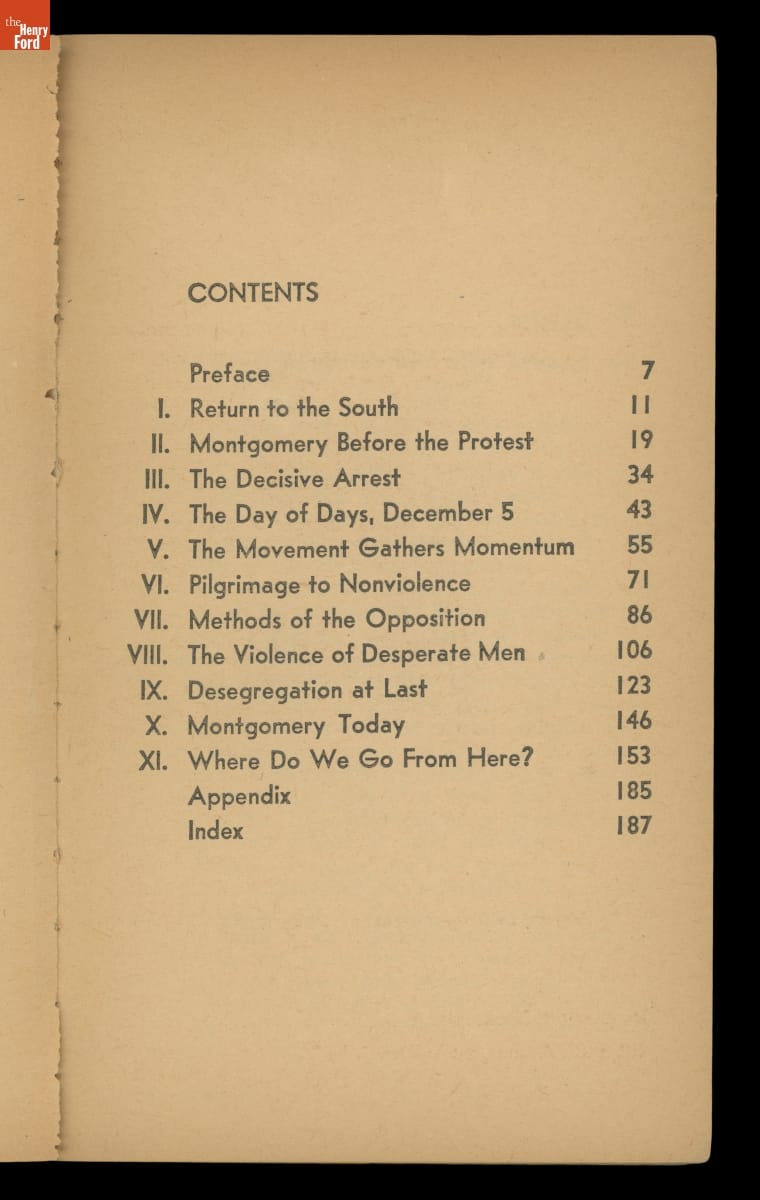 the
Henry
Ford
CONTENTS
Preface 7
I. Return to the South 11
II. Montgomery Before the Protest 19
III. The Decisive Arrest 34
IV. The Day of Days, December 5 43
V. The Movement Gathers Momentum 55
VI. Pilgrimage to Nonviolence 71
VII. Methods of the Opposition 86
VIII. The Violence of Desperate Men 106
IX. Desegregation at Last 123
X. Montgomery Today 146
XI. Where Do We Go From Here? 153
Appendix 185
Index 187